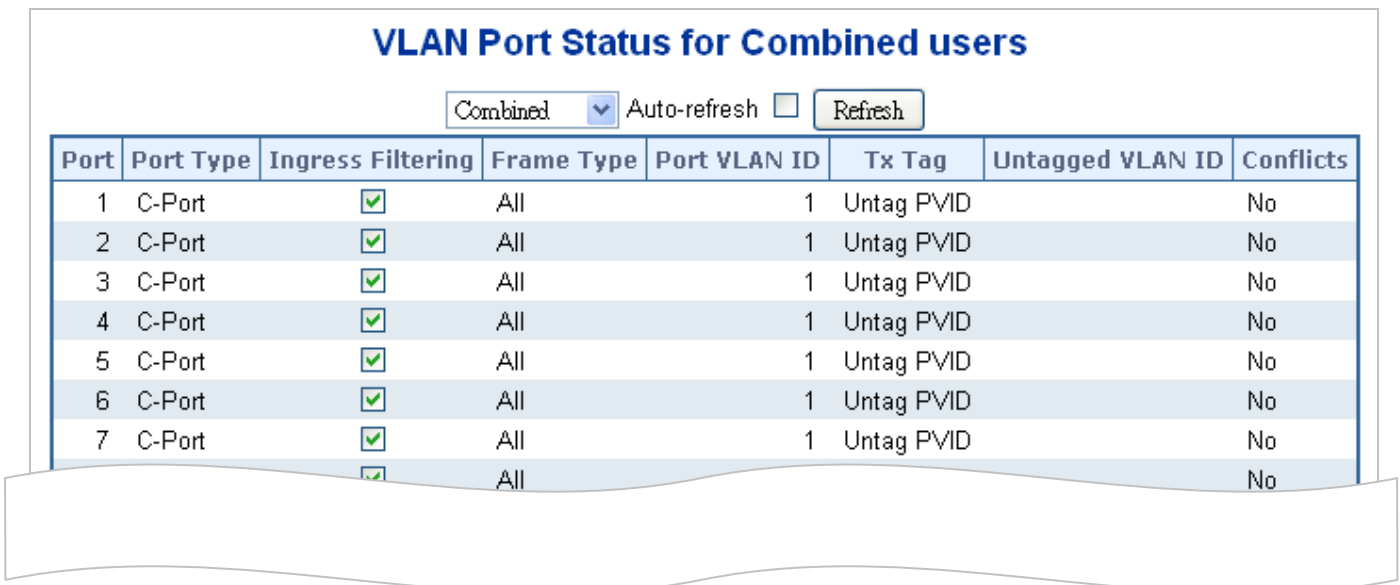 VLAN Port Status for Combined users
Combined Auto-refresh Refresh
Port Port Type Ingress Filtering Frame Type Port VLAN ID Tx Tag Untagged VLAN ID Conflicts
1 C-Port All 1 Untag PVID No
2 C-Port All 1 Untag PVID No
3 C-Port All 1 Untag PVID No
4 C-Port All 1 Untag PVID No
5 C-Port All 1 Untag PVID No
6 C-Port All 1 Untag PVID No
7 C-Port All 1 Untag PVID No
All No